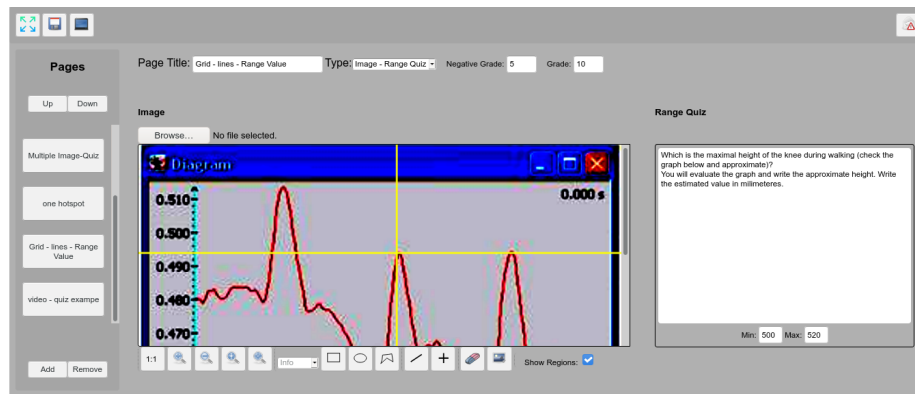 Pages
Up Down
Multiple Image-Quiz
one hotspot
Grid - lines - Range
Value
video - quiz exampe
Add Remove
Page Title: Grid - lines - Range Value Type: Image - Range Quiz Negative Grade: 5 Grade: 10
Image
Browse... No file selected.
Diagram
0.510
0.000 s
0.500
0.490
0.480
0.470
1:1 Info Show Regions:
Range Quiz
Which is the maximal height of the knee during walking (check the
graph below and approximate)?
You will evaluate the graph and write the approximate height. Write
the estimated value in milimeteres.
Min: 500 Max: 520